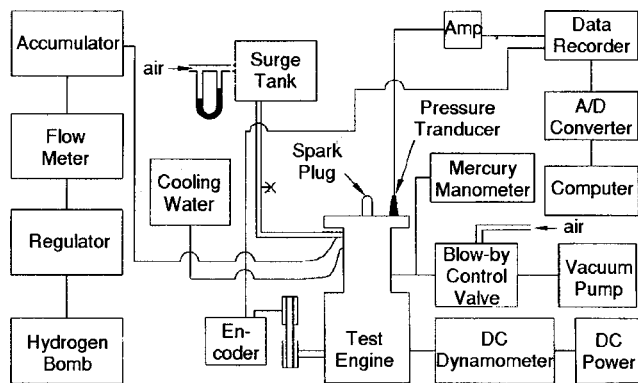 Accumulator
air
Surge
Tank
Amp
Data
Recorder
Flow
Meter
Cooling
Water
Spark
Plug
Pressure
Tranducer
Mercury
Manometer
A/D
Converter
Computer
Regulator
air
Blow-by
Control
Valve
Vacuum
Pump
Hydrogen
Bomb
En-
coder
Test
Engine
DC
Dynamometer
DC
Power